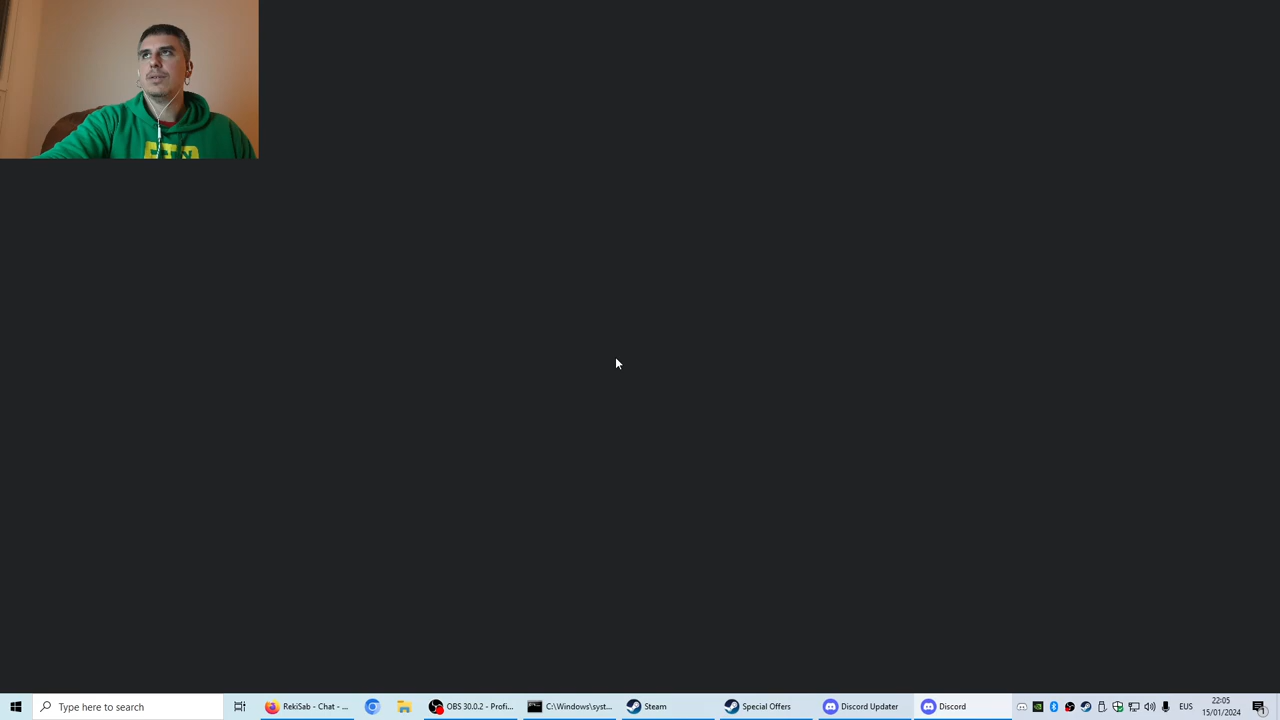 Type here to search
RekiSab - Chat - ...
OBS 30.0.2 - Profi...
C:\Windows\syst...
Steam
Special Offers
Discord Updater
Discord
EUS
22:05
15/01/2024